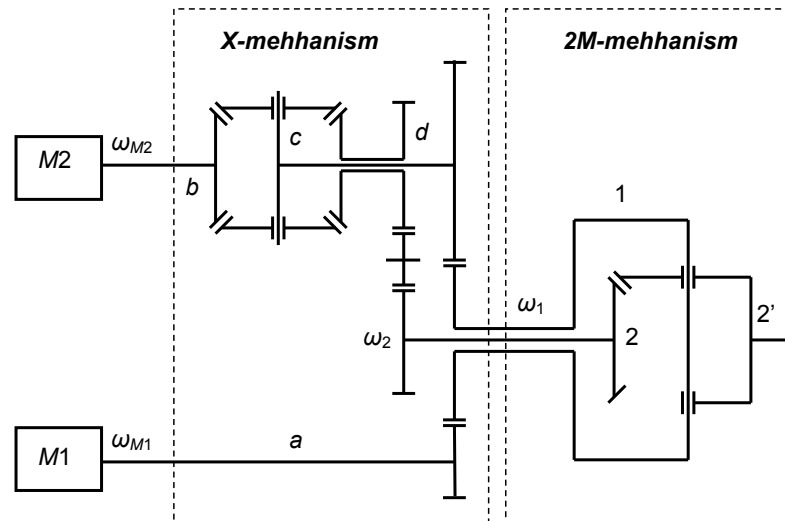 X-mehhanism
2M-mehhanism
M2
ωM2
b
c
d
1
ω1
ω2
2
2'
M1
ωM1
a